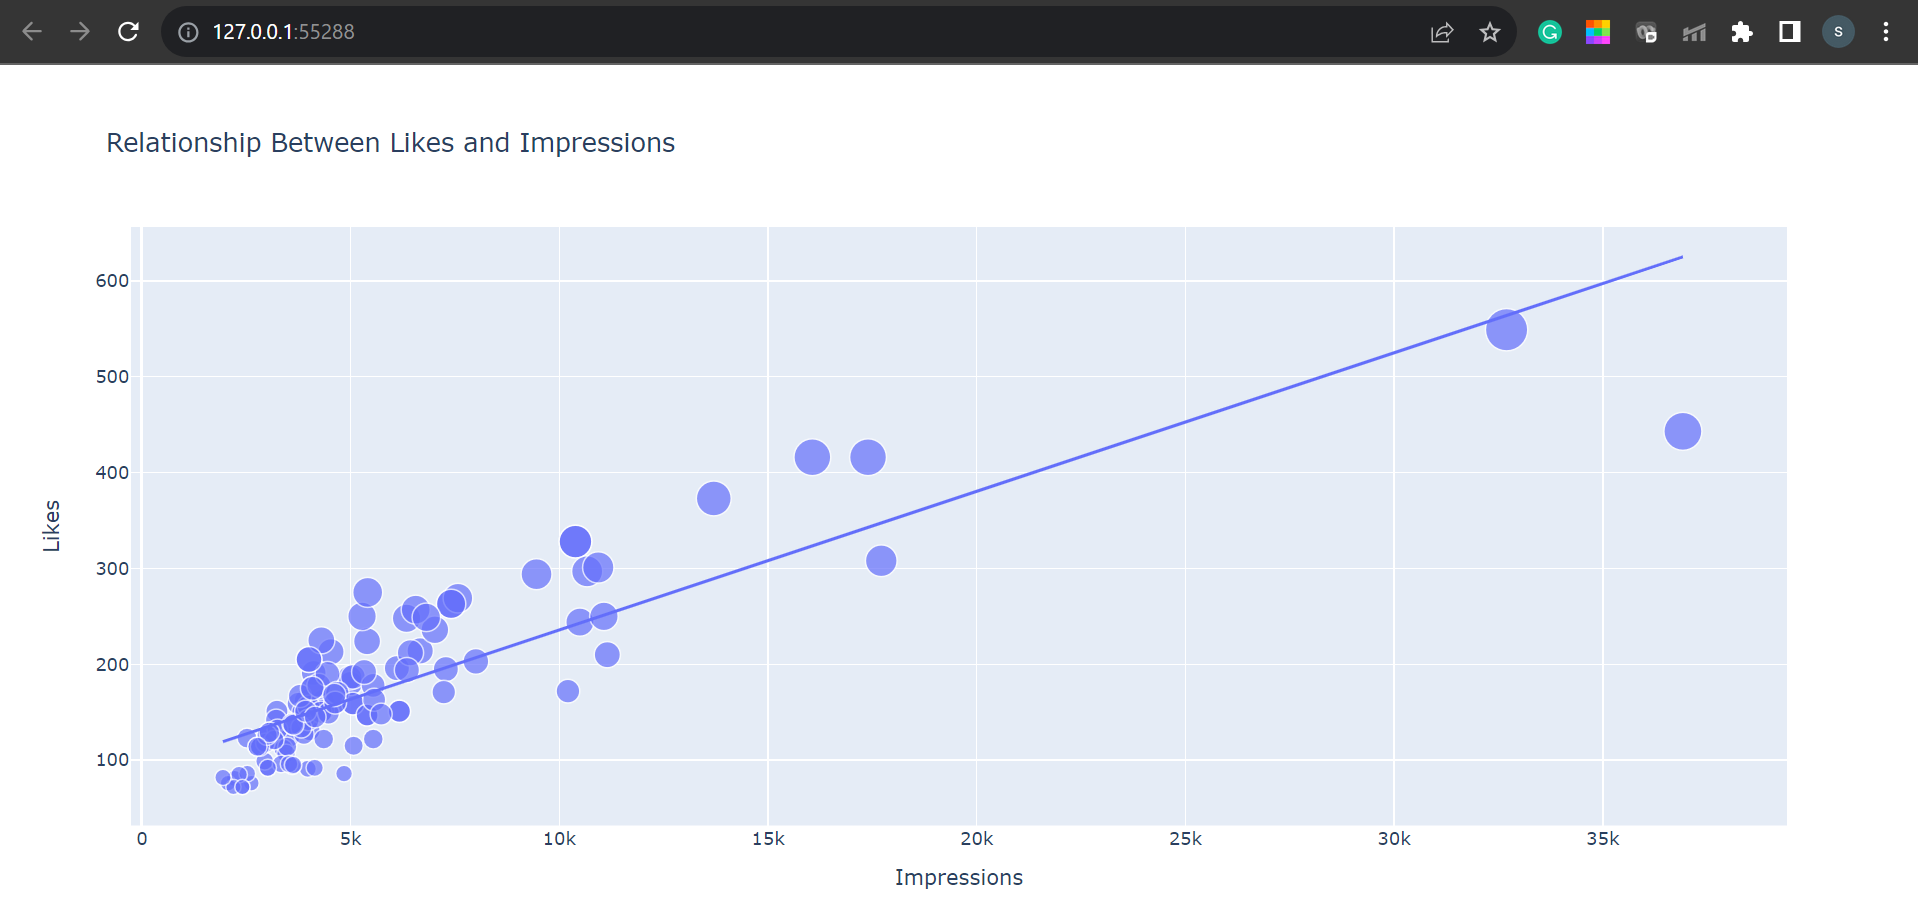 127.0.0.1:55288
S
Relationship Between Likes and Impressions
600
500
400
300
200
100
Likes
0 5k 10k 15k 20k 25k 30k 35k
Impressions